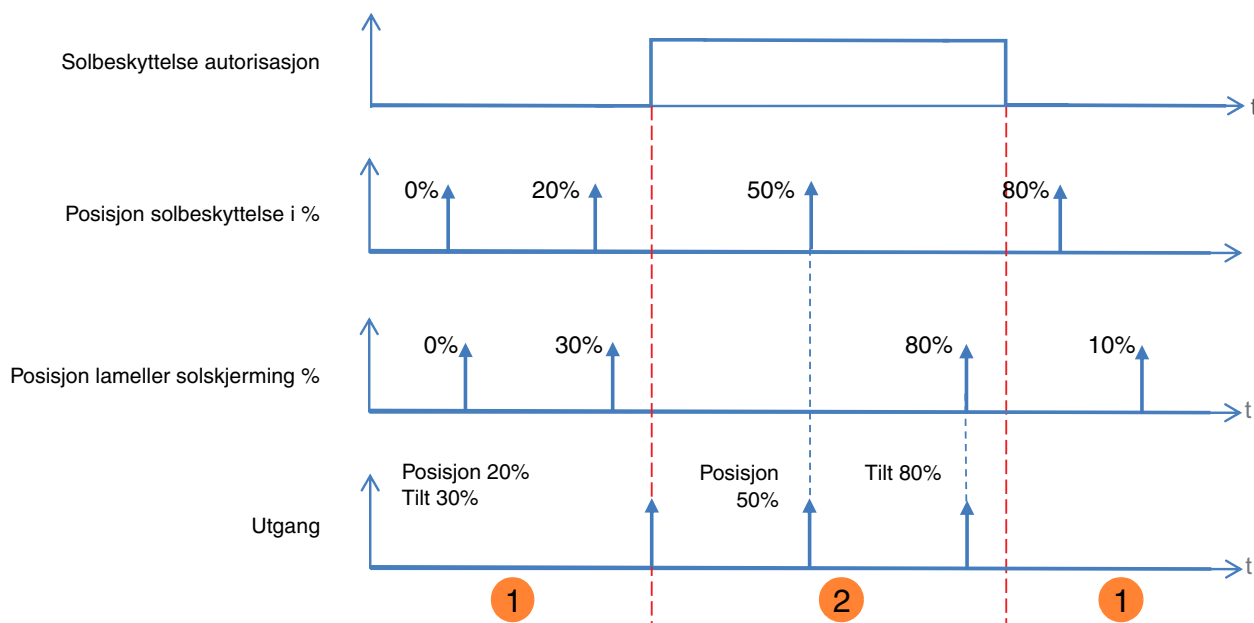 Solbeskyttelse autorisasjon
t
Posisjon solbeskyttelse i %
0%
20%
50%
80%
Posisjon lameller solskjerming %
0%
30%
80%
10%
t
Utgang
Posisjon 20%
Tilt 30%
Posisjon
50%
Tilt 80%
t
1
2
1